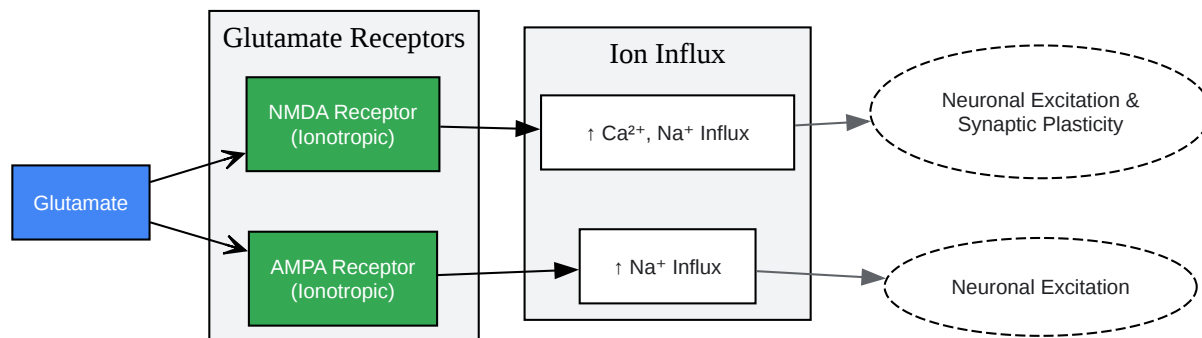 Glutamate Receptors
Ion Influx
NMDA Receptor
(Ionotropic)
↑ Ca²⁺, Na⁺ Influx
Neuronal Excitation &
Synaptic Plasticity
Glutamate
AMPA Receptor
(Ionotropic)
↑ Na⁺ Influx
Neuronal Excitation